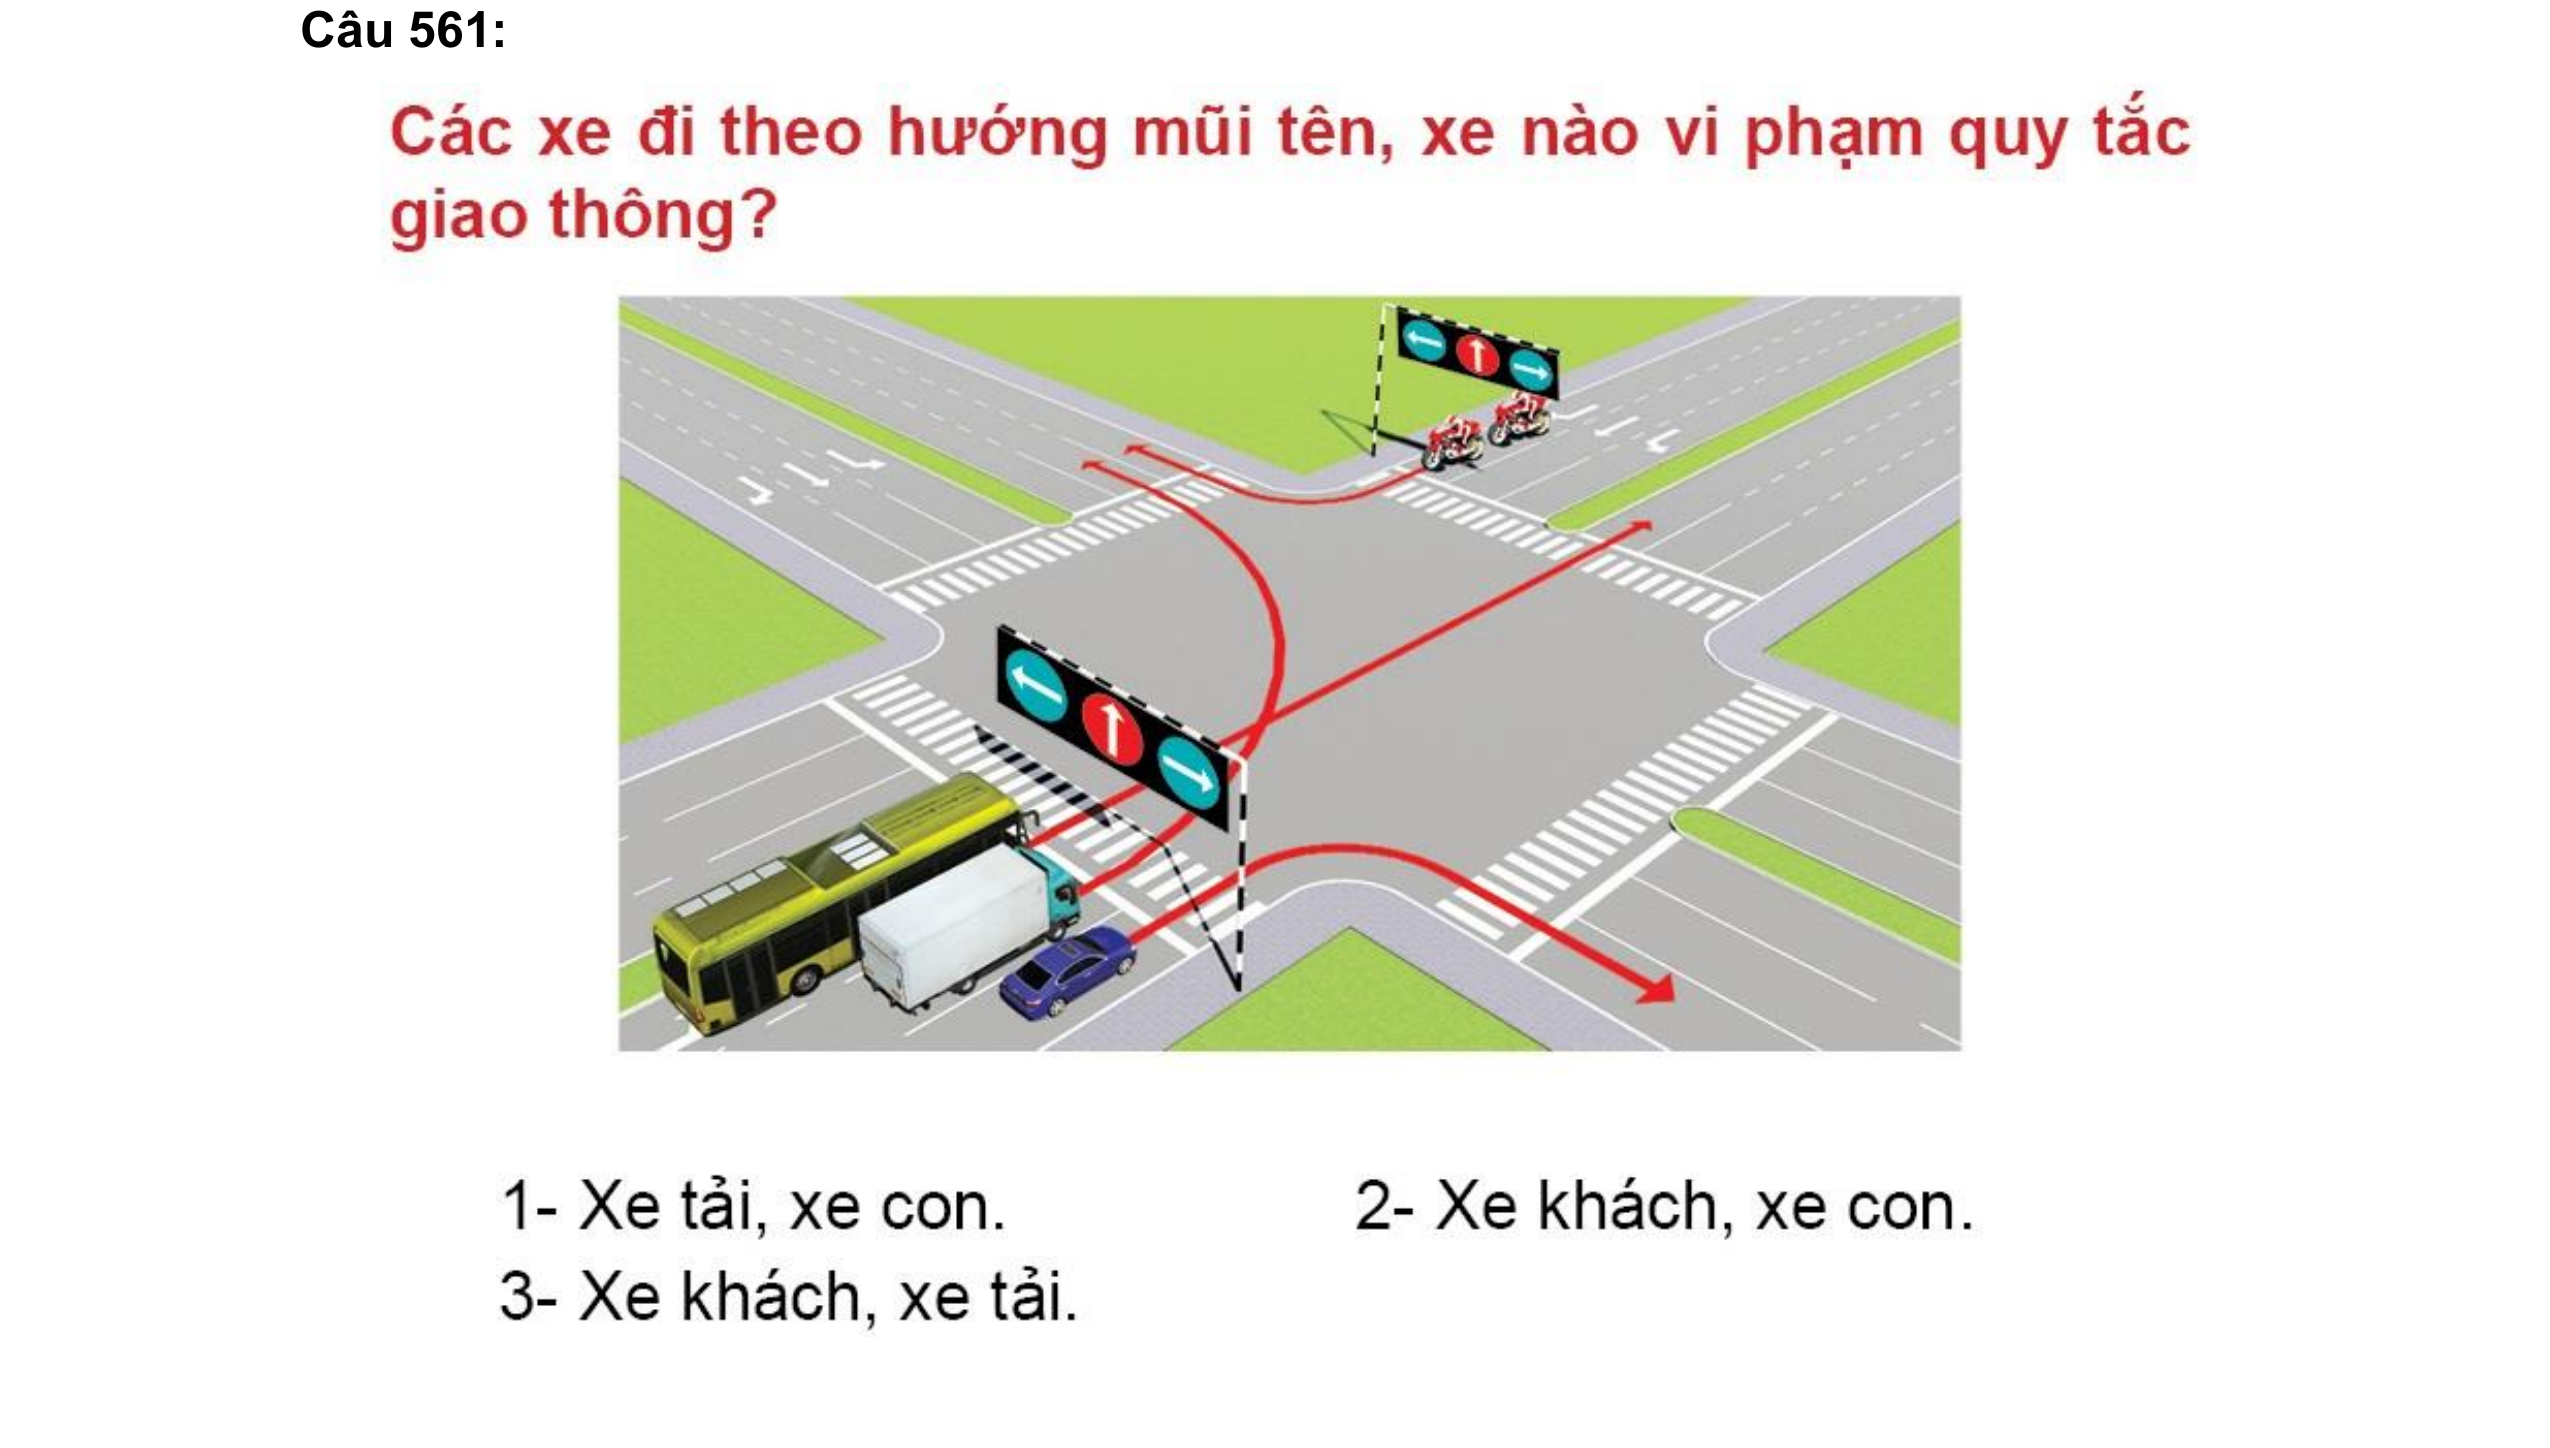 Câu 561:
Các xe đi theo hướng mũi tên, xe nào vi phạm quy tắc
giao thông?
1- Xe tải, xe con.
2- Xe khách, xe con.
3- Xe khách, xe tải.